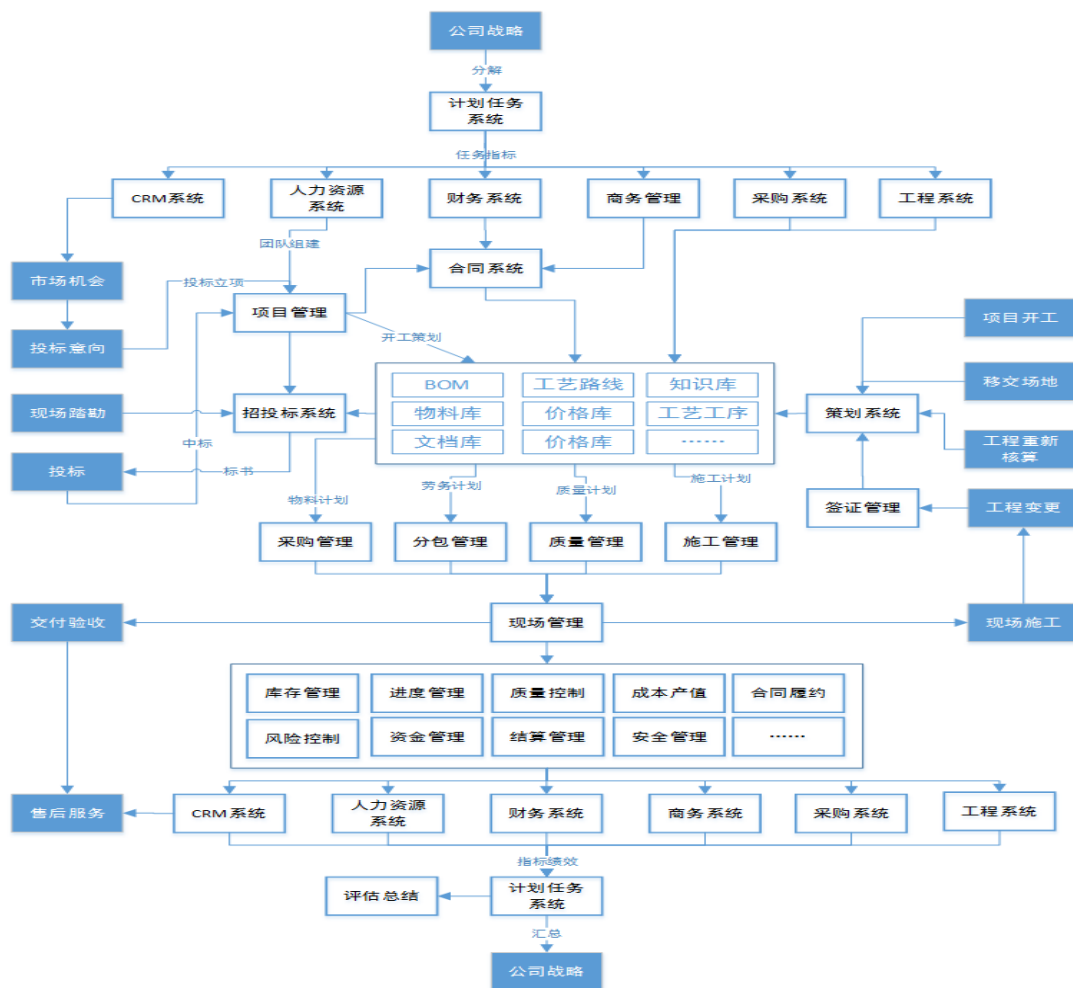 公司战略
分解
计划任务
系统
任务指标
CRM系统
人力资源
系统
财务系统
商务管理
采购系统
工程系统
团队组建
合同系统
市场机会
投标立项
项目管理
项目开工
开工策划
投标意向
BOM
工艺路线
知识库
移交场地
现场踏勘
招投标系统
物料库
价格库
工艺工序
策划系统
中标
文档库
价格库
······
工程重新
核算
投标
标书
劳务计划
质量计划
施工计划
物料计划
签证管理
工程变更
采购管理
分包管理
质量管理
施工管理
交付验收
现场管理
现场施工
库存管理
进度管理
质量控制
成本产值
合同履约
风险控制
资金管理
结算管理
安全管理
······
售后服务
CRM系统
人力资源
系统
财务系统
商务系统
采购系统
工程系统
指标绩效
评估总结
计划任务
系统
汇总
公司战略